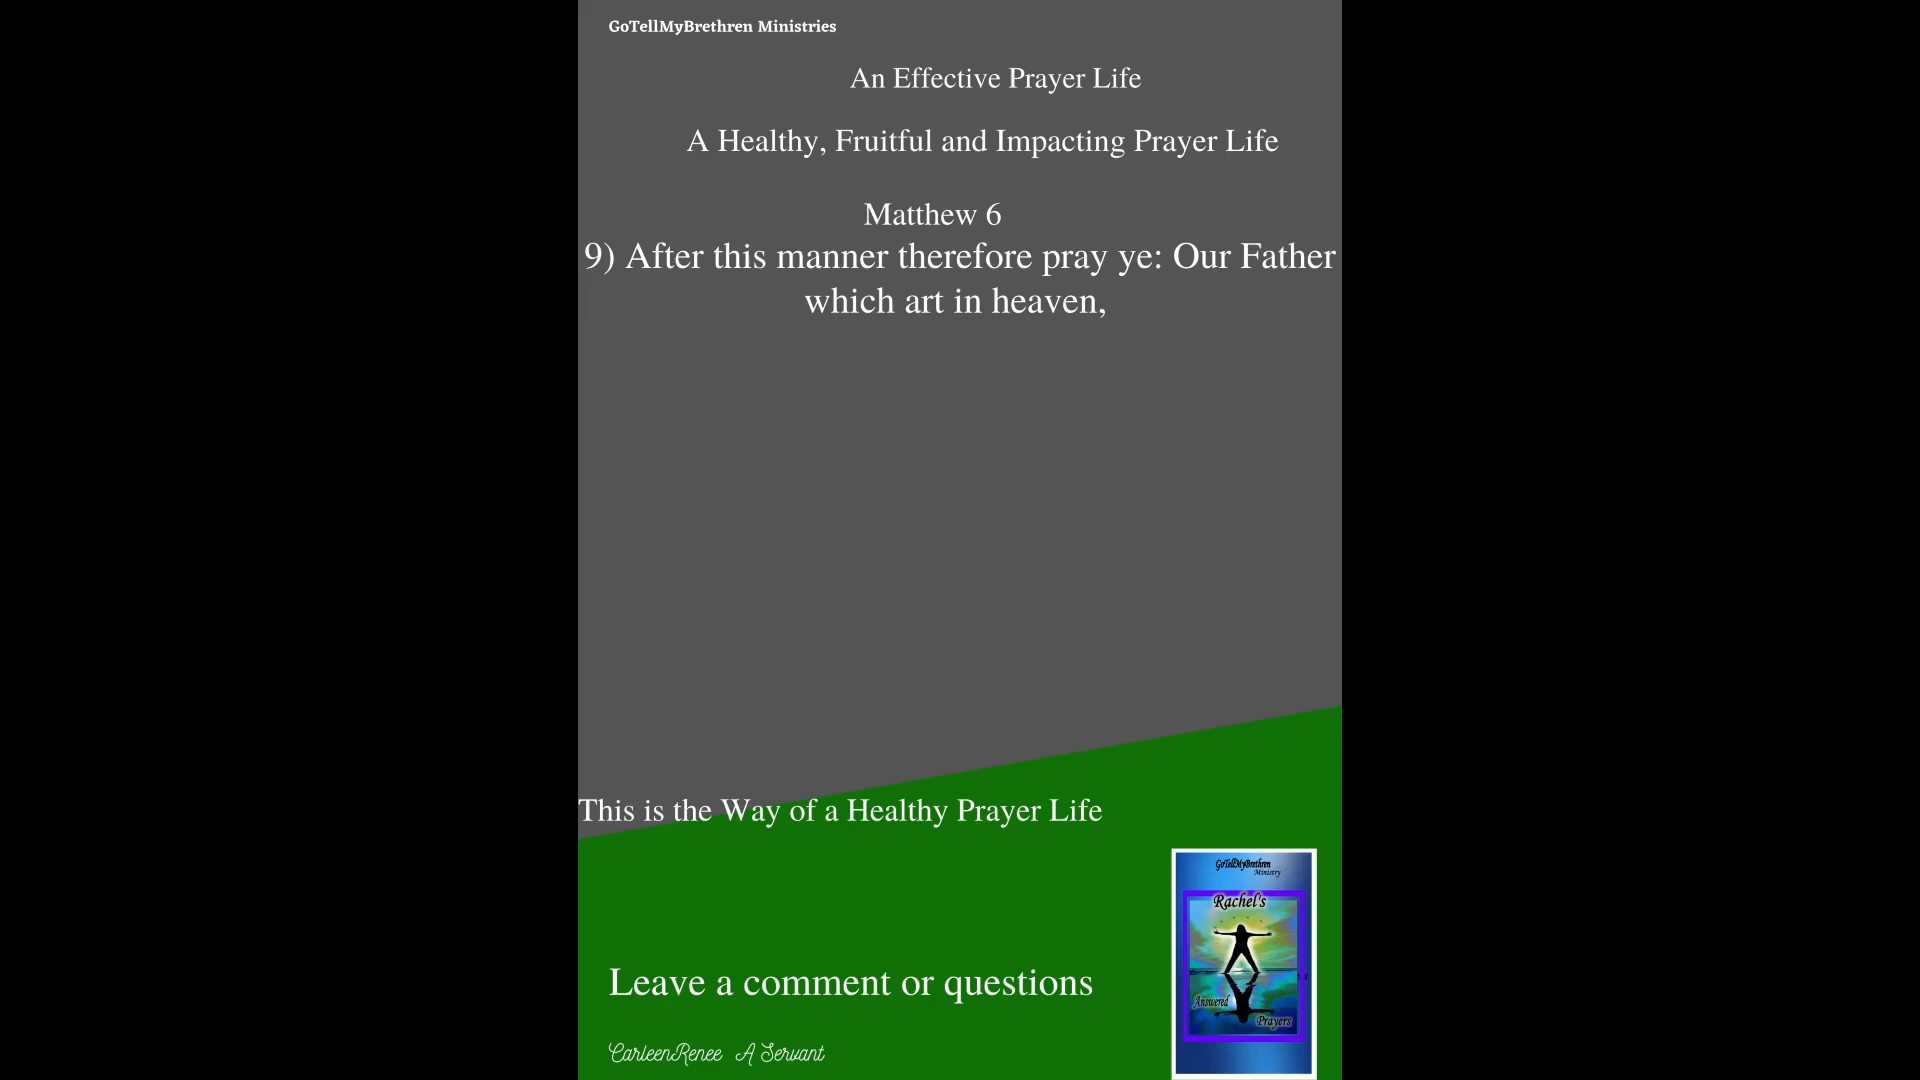 GoTellMyBrethren Ministries
An Effective Prayer Life
A Healthy, Fruitful and Impacting Prayer Life
Matthew 6
9) After this manner therefore pray ye: Our Father
which art in heaven,
This is the Way of a Healthy Prayer Life
GoTellMyBrethren
Ministry
Rachel's
Answered
Prayers
Leave a comment or questions
CarleenRenee A Servant